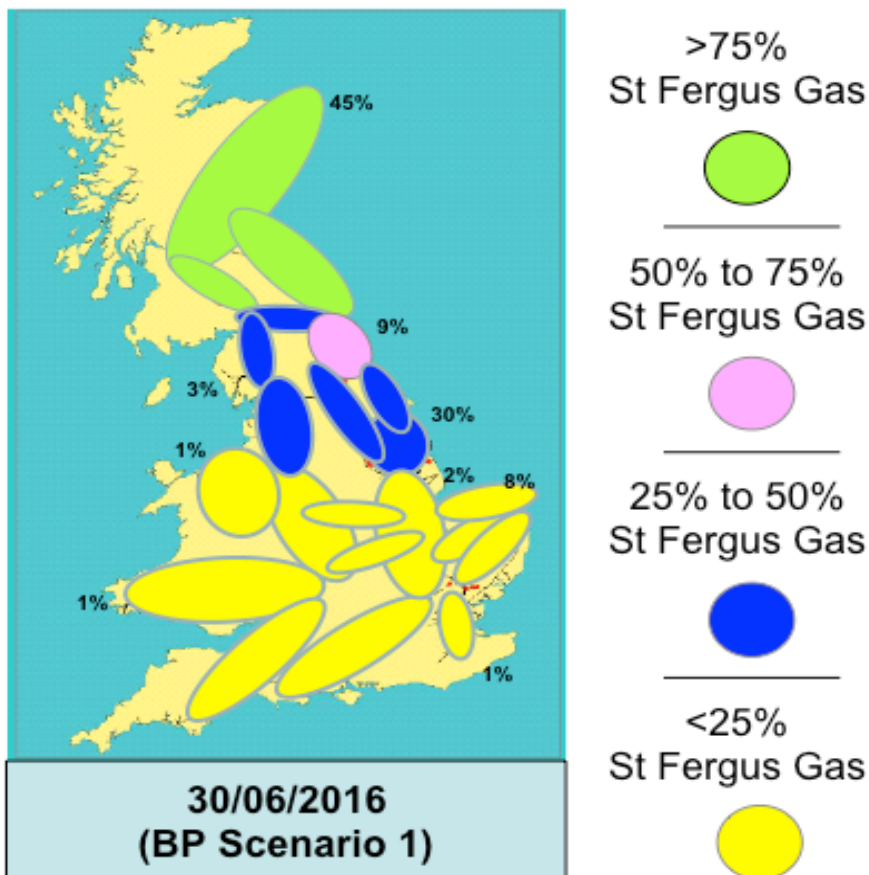 45%
9%
3%
30%
1%
2%
8%
1%
1%
30/06/2016
(BP Scenario 1)
>75%
St Fergus Gas
50% to 75%
St Fergus Gas
25% to 50%
St Fergus Gas
<25%
St Fergus Gas